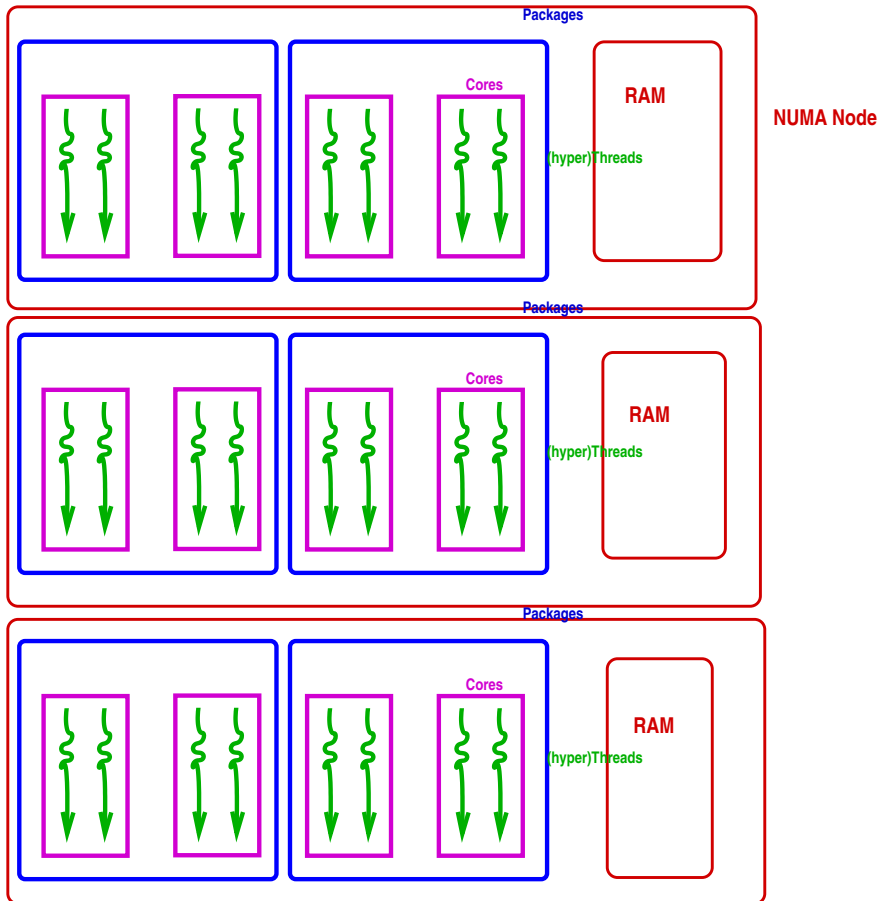 Packages
Cores
RAM
NUMA Node
(hyper)Threads
Packages
Cores
RAM
(hyper)Threads
Packages
Cores
RAM
(hyper)Threads